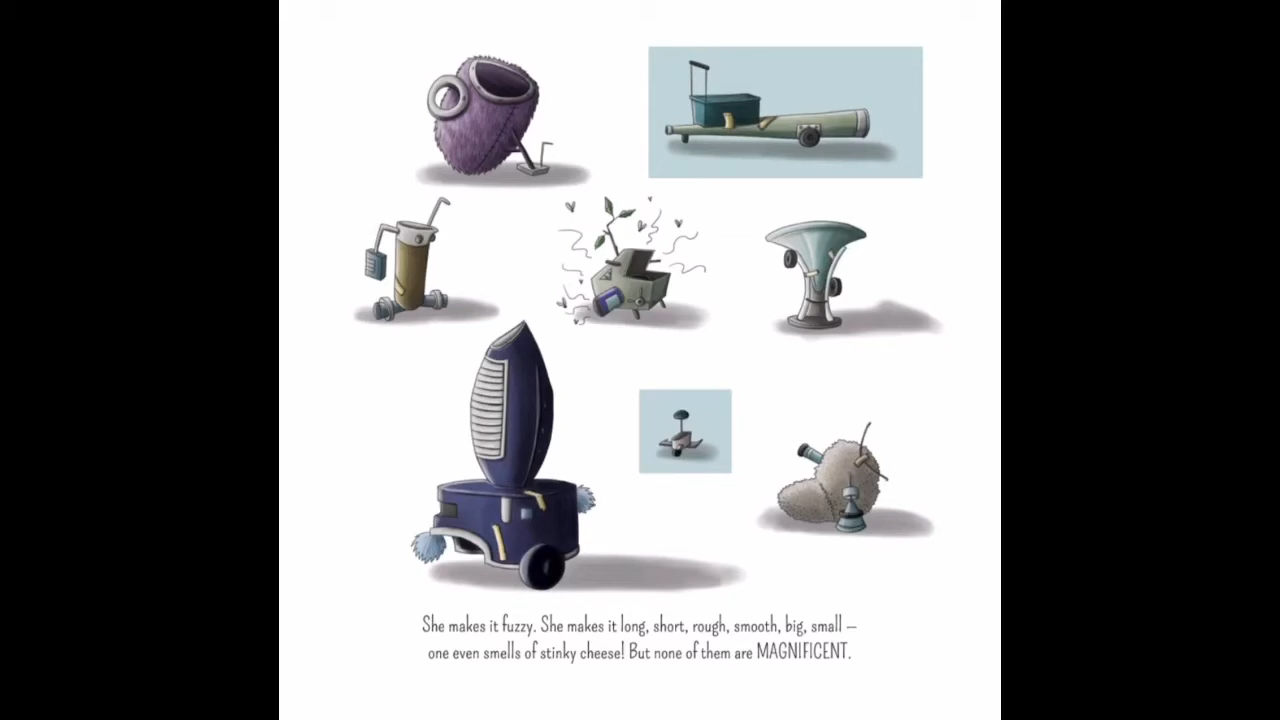 She makes it fuzzy. She makes it long, short, rough, smooth, big, small —
one even smells of stinky cheese! But none of them are MAGNIFICENT.